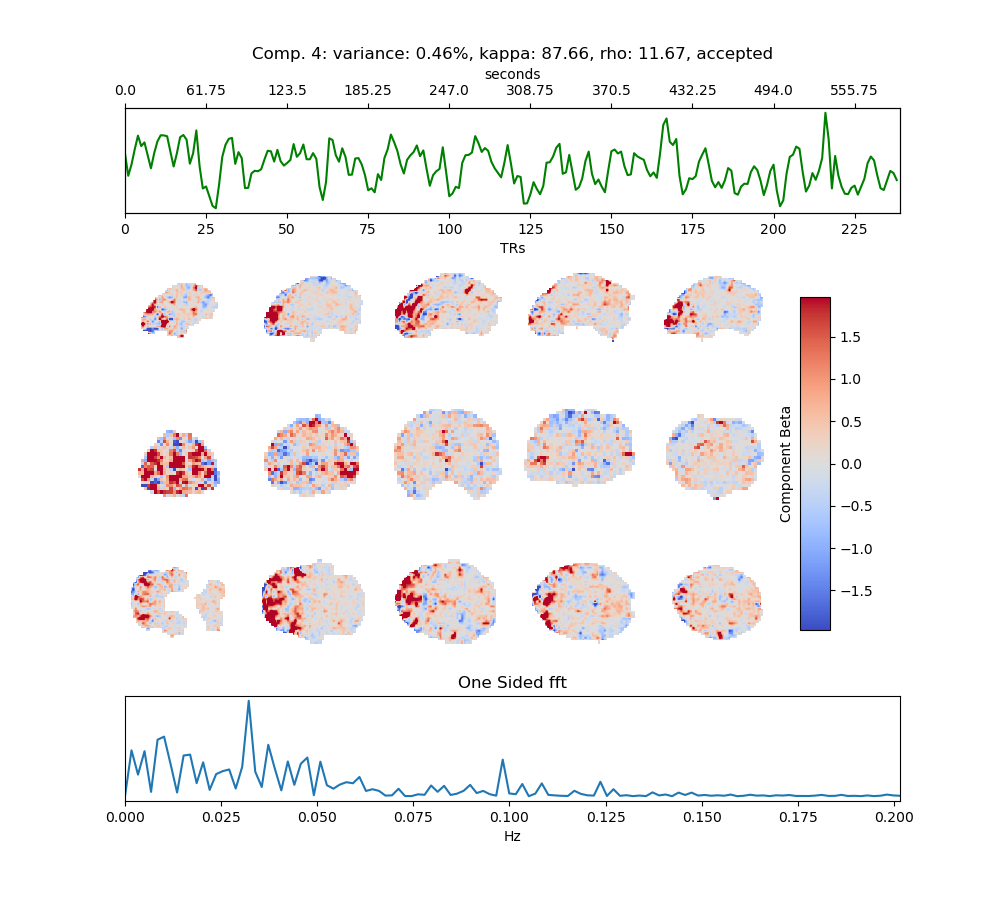 Comp. 4: variance: 0.46%, kappa: 87.66, rho: 11.67, accepted
seconds
0.0 61.75 123.5 185.25 247.0 308.75 370.5 432.25 494.0 555.75
0 25 50 75 100 125 150 175 200 225
TRs
1.5
1.0
0.5
0.0
−0.5
−1.0
−1.5
Component Beta
One Sided fft
0.000 0.025 0.050 0.075 0.100 0.125 0.150 0.175 0.200
Hz